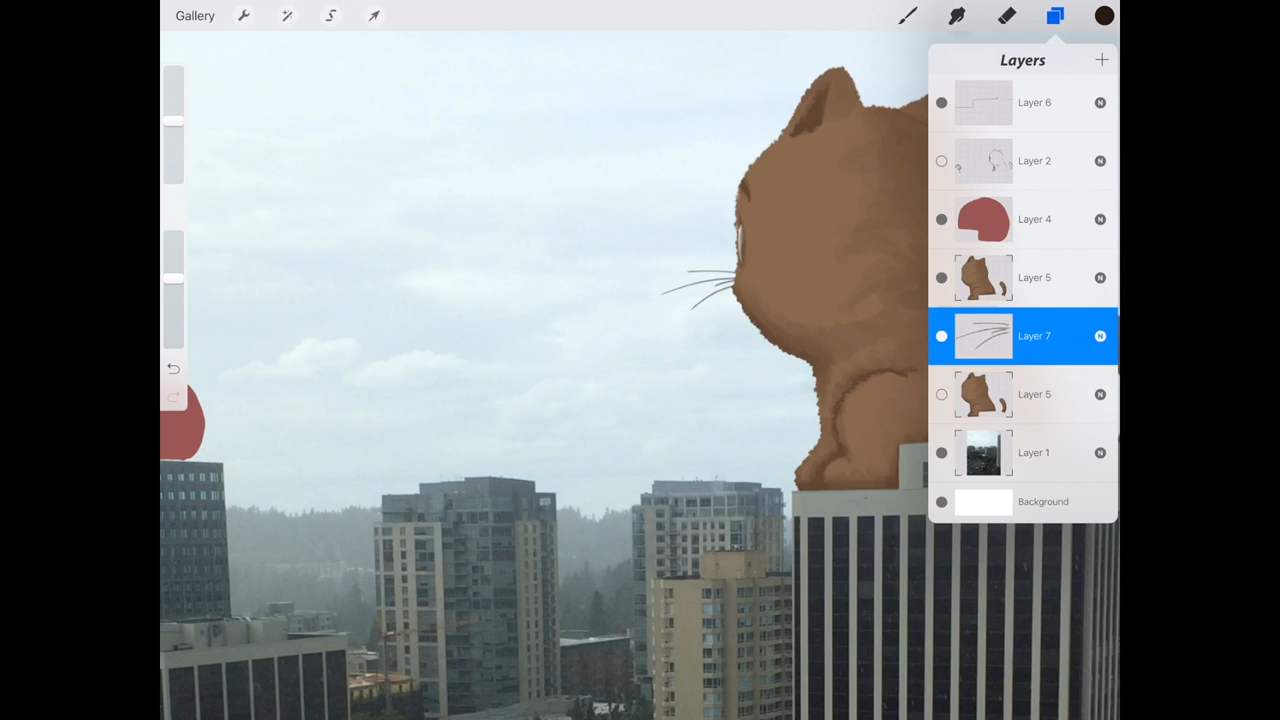 Gallery
Layers
Layer 6
N
Layer 2
N
Layer 4
N
Layer 5
N
Layer 7
N
Layer 5
N
Layer 1
N
Background